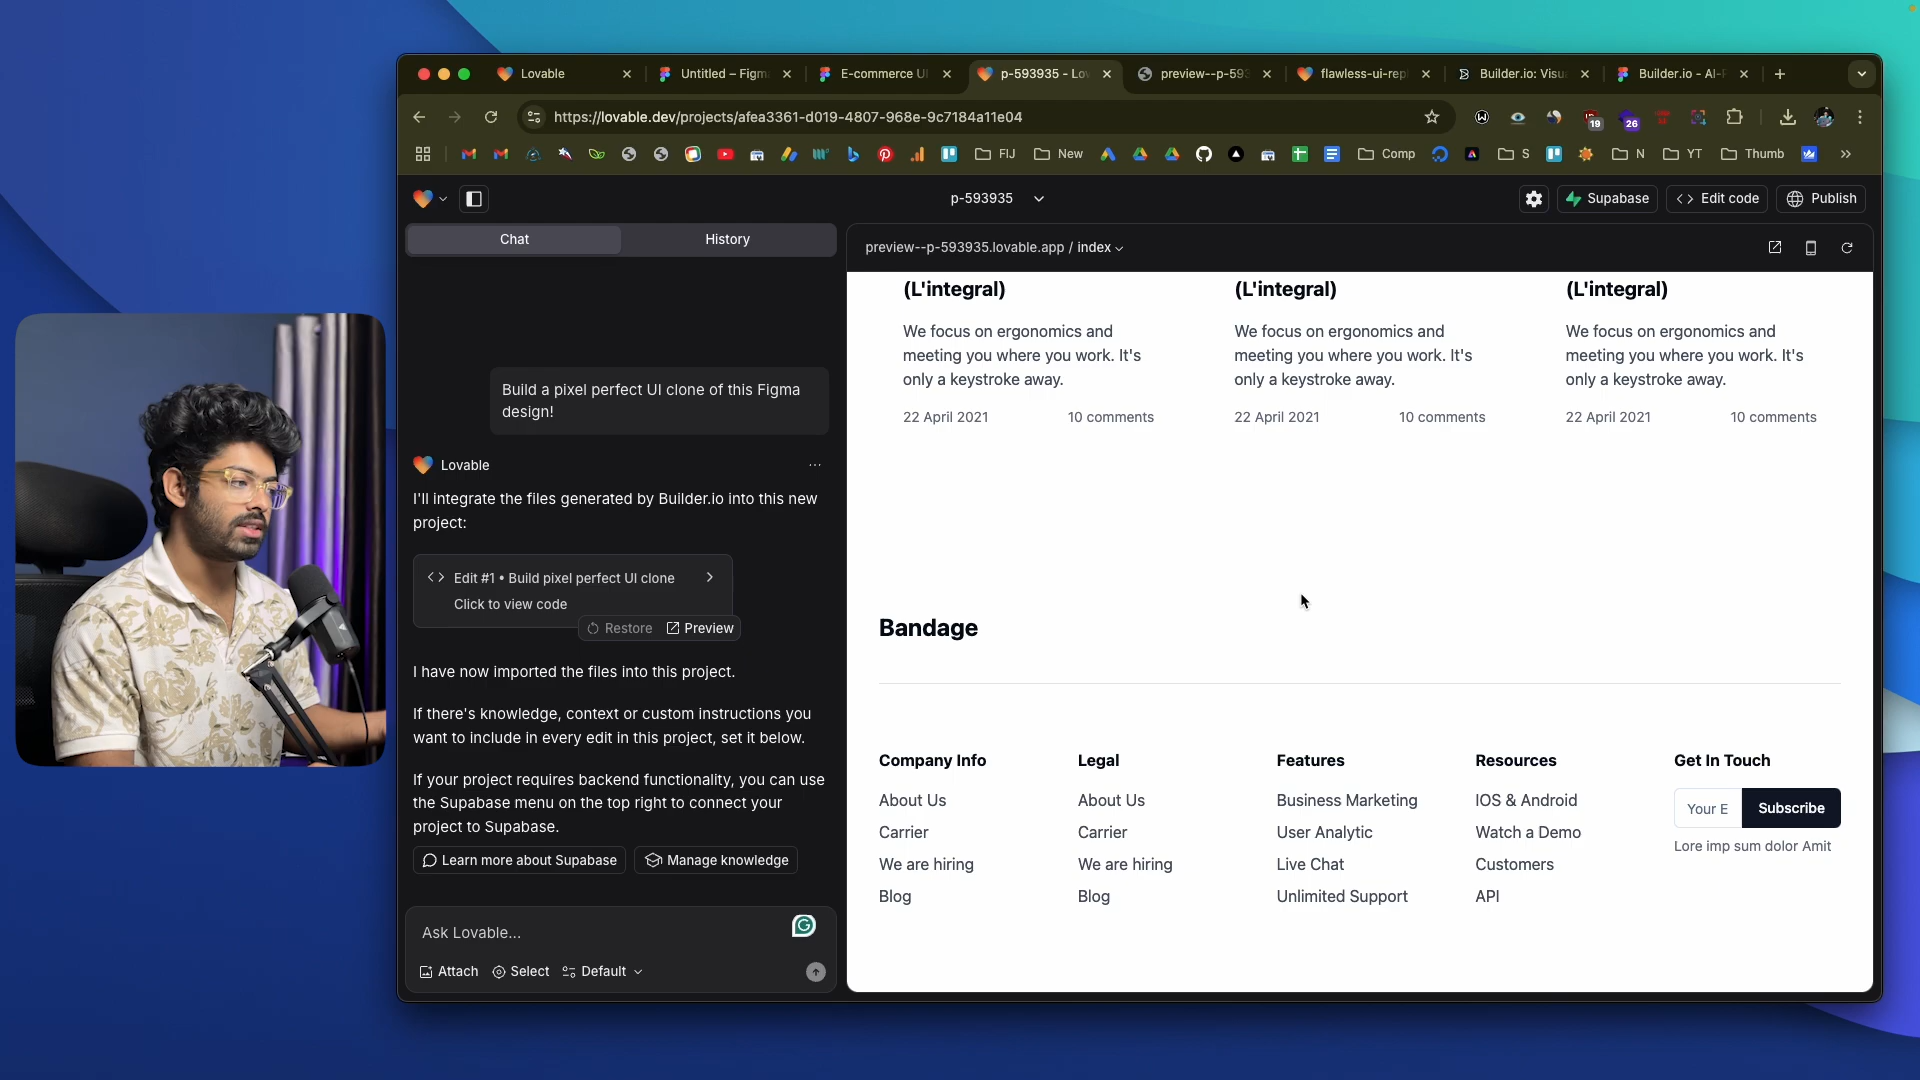 Lovable
Untitled – Figm
E-commerce UI
p-593935 - Lov
preview--p-593
flawless-ui-rep
Builder.io: Visu
Builder.io - AI-P
https://lovable.dev/projects/afea3361-d019-4807-968e-9c7184a11e04
19
26
FIJ
New
Comp
S
N
YT
Thumb
p-593935
Supabase
Edit code
Publish
Chat
History
preview--p-593935.lovable.app / index
Build a pixel perfect UI clone of this Figma
design!
Lovable
I'll integrate the files generated by Builder.io into this new
project:
Edit #1 • Build pixel perfect UI clone
Click to view code
Restore
Preview
I have now imported the files into this project.
If there's knowledge, context or custom instructions you
want to include in every edit in this project, set it below.
If your project requires backend functionality, you can use
the Supabase menu on the top right to connect your
project to Supabase.
Learn more about Supabase
Manage knowledge
Ask Lovable...
Attach
Select
Default
(L'integral)
We focus on ergonomics and
meeting you where you work. It's
only a keystroke away.
22 April 2021
10 comments
(L'integral)
We focus on ergonomics and
meeting you where you work. It's
only a keystroke away.
22 April 2021
10 comments
(L'integral)
We focus on ergonomics and
meeting you where you work. It's
only a keystroke away.
22 April 2021
10 comments
Bandage
Company Info
About Us
Carrier
We are hiring
Blog
Legal
About Us
Carrier
We are hiring
Blog
Features
Business Marketing
User Analytic
Live Chat
Unlimited Support
Resources
IOS & Android
Watch a Demo
Customers
API
Get In Touch
Your E
Subscribe
Lore imp sum dolor Amit